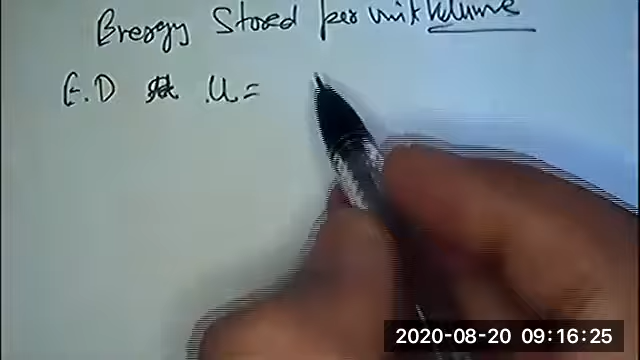 Energy Stored per unit Volume
E.D u =
2020-08-20 09:16:25